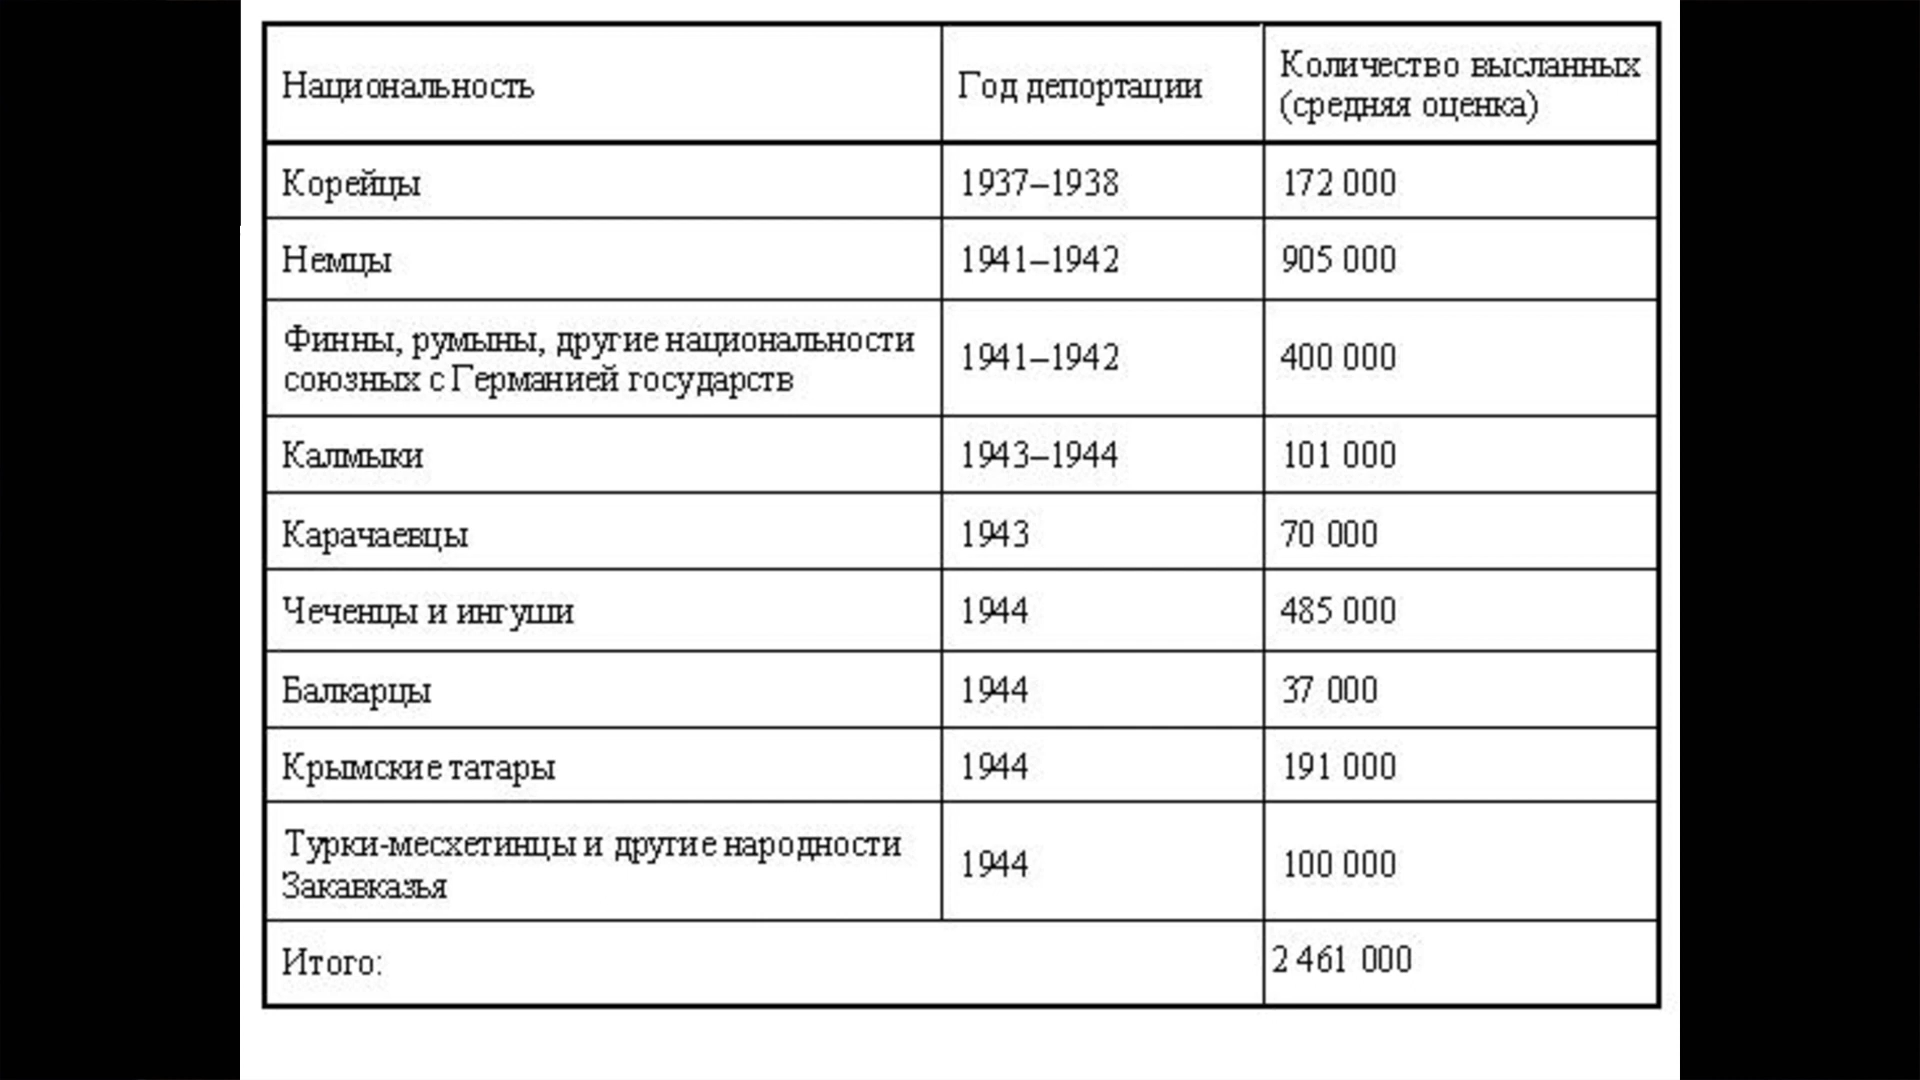 Национальность
Год депортации
Количество высланных
(средняя оценка)
Корейцы
1937–1938
172 000
Немцы
1941–1942
905 000
Финны, румыны, другие национальности
союзных с Германией государств
1941–1942
400 000
Калмыки
1943–1944
101 000
Карачаевцы
1943
70 000
Чеченцы и ингуши
1944
485 000
Балкарцы
1944
37 000
Крымские татары
1944
191 000
Турки-месхетинцы и другие народности
Закавказья
1944
100 000
Итого:
2 461 000